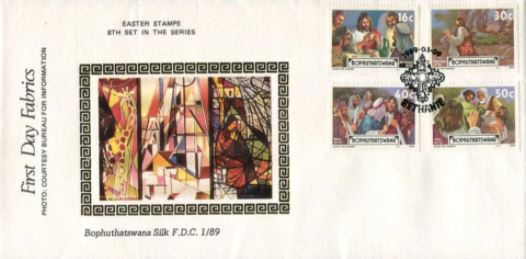 EASTER STAMPS
8TH SET IN THE SERIES
First Day Fabrics
PHOTO: COURTESY BUREAU FOR INFORMATION
Bophuthatswana Silk F.D.C. 1/89
16c
BOPHUTHATSWANA
30c
BOPHUTHATSWANA
40c
BOPHUTHATSWANA
50c
BOPHUTHATSWANA